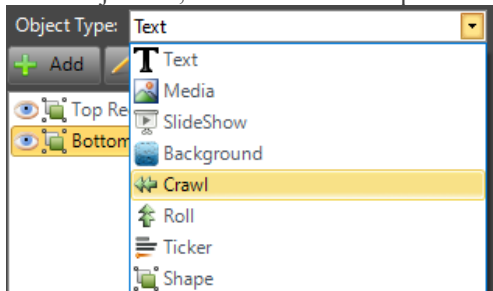 Object Type: Text
Add
Text
Media
Top Re
SlideShow
Bottom
Background
Crawl
Roll
Ticker
Shape